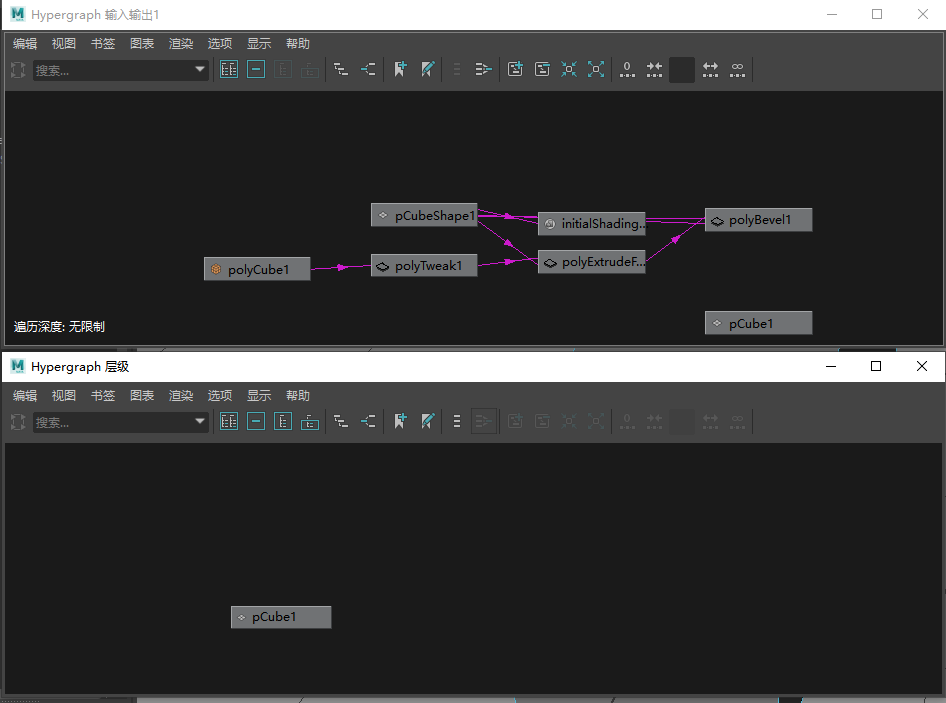 Hypergraph 输入输出1
编辑 视图 书签 图表 渲染 选项 显示 帮助
搜索...
0
∞
pCubeShape1
initialShading...
polyBevel1
polyCube1
polyTweak1
polyExtrudeF...
pCube1
遍历深度: 无限制
Hypergraph 层级
编辑 视图 书签 图表 渲染 选项 显示 帮助
搜索...
0
∞
pCube1